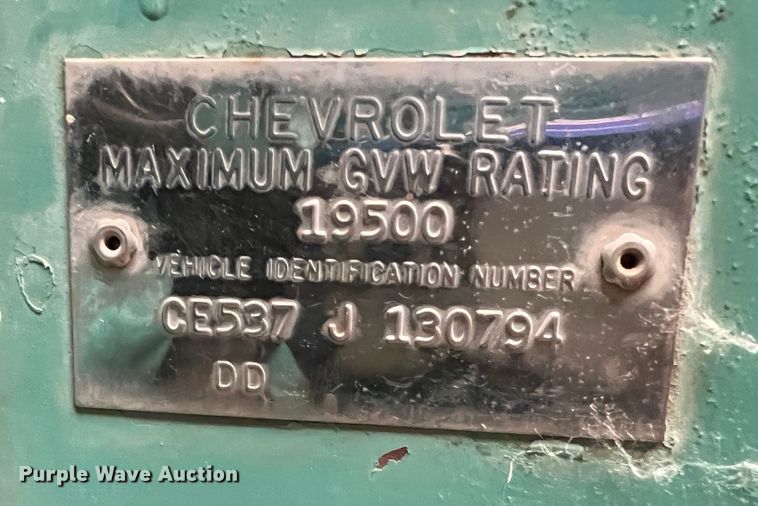 CHEVROLET
MAXIMUM GVW RATING
19500
VEHICLE IDENTIFICATION NUMBER
CE537 J 130794
DD
Purple Wave Auction